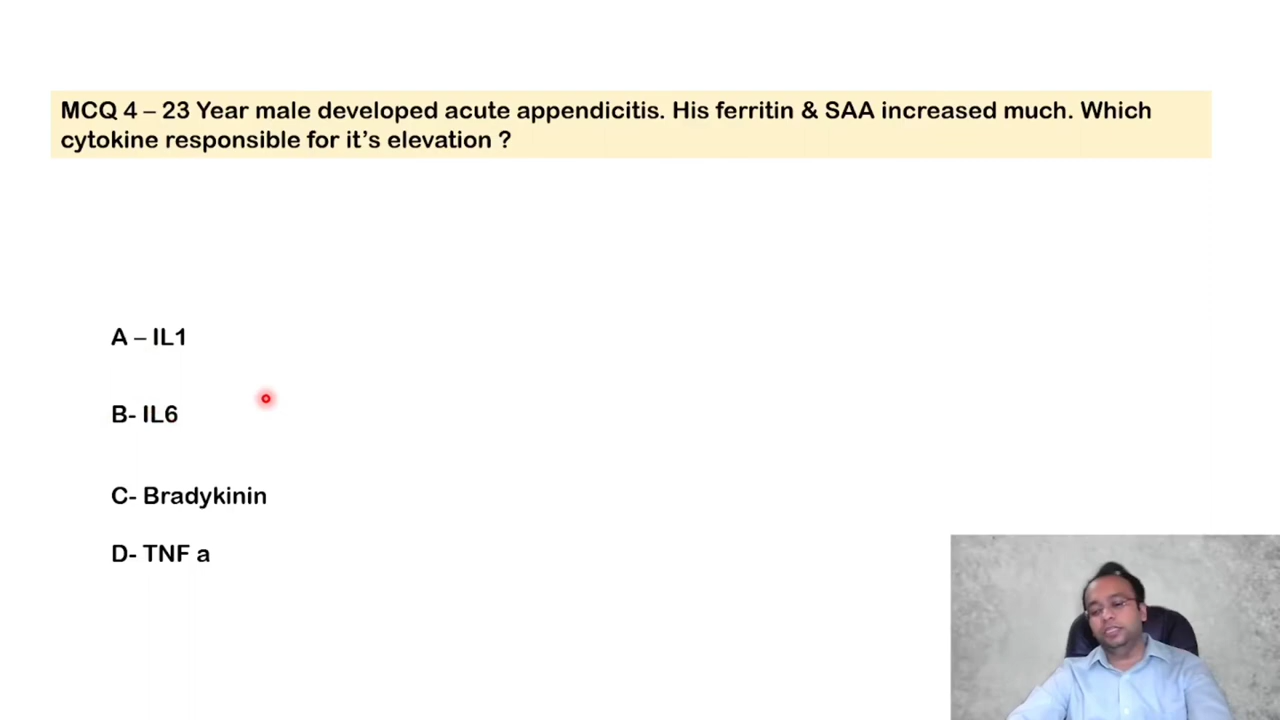 MCQ 4 – 23 Year male developed acute appendicitis. His ferritin & SAA increased much. Which
cytokine responsible for it's elevation ?
A – IL1
B- IL6
C- Bradykinin
D- TNF a